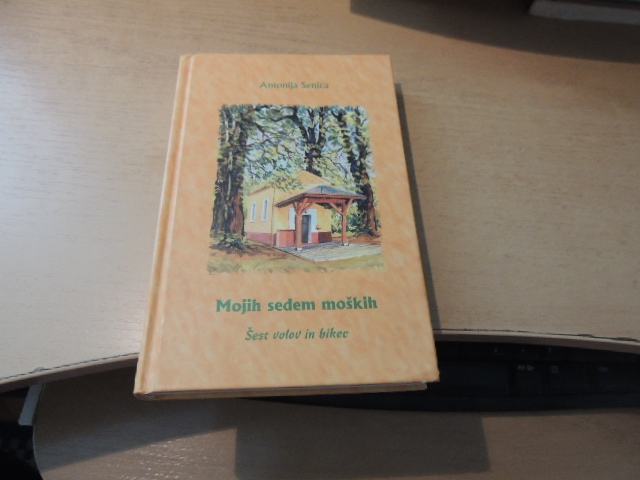 Antonija Senica
Mojih sedem moških
Šest volov in bikec